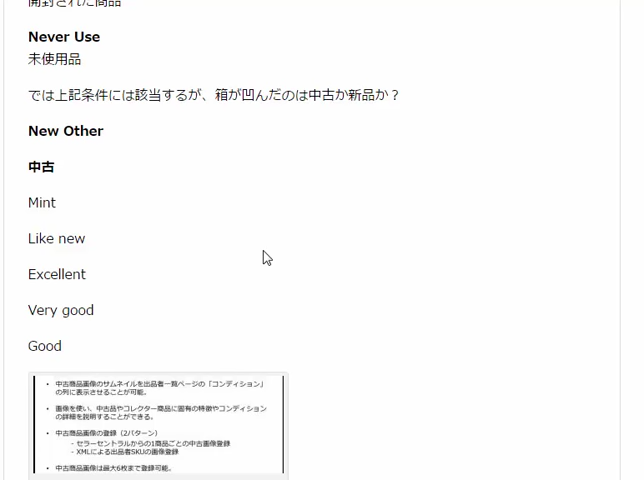 開封された商品
Never Use
未使用品
では上記条件には該当するが、箱が凹んだのは中古か新品か？
New Other
中古
Mint
Like new
Excellent
Very good
Good
• 中古商品画像のサムネイルを出品者一覧ページの「コンディション」
の列に表示させることが可能。
• 画像を使い、中古品やコレクター商品に固有の特徴やコンディション
の詳細を説明することができる。
• 中古商品画像の登録（2パターン）
- セラーセントラルからの1商品ごとの中古画像登録
- XMLによる出品者SKUの画像登録
• 中古商品画像は最大6枚まで登録可能。